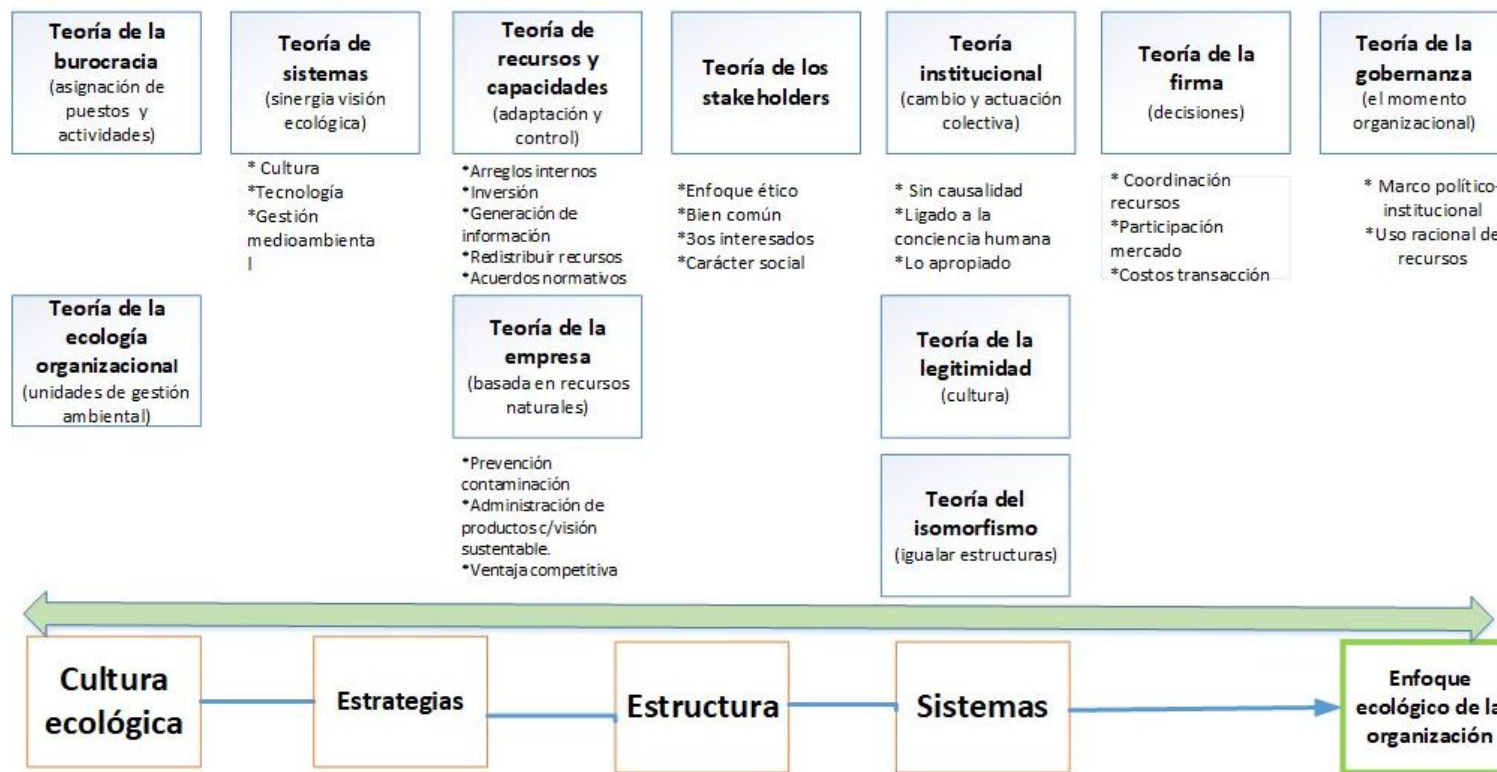 Teoría de la
burocracia
(asignación de
puestos y
actividades)
Teoría de
sistemas
(sinergia visión
ecológica)
* Cultura
*Tecnología
*Gestión
medioambienta
l
Teoría de
recursos y
capacidades
(adaptación y
control)
*Arreglos internos
*Inversión
*Generación de
información
*Redistribuir recursos
*Acuerdos normativos
Teoría de los
stakeholders
*Enfoque ético
*Bien común
*3os interesados
*Carácter social
Teoría
institucional
(cambio y actuación
colectiva)
* Sin causalidad
*Ligado a la
conciencia humana
*Lo apropiado
Teoría de la
firma
(decisiones)
* Coordinación
recursos
*Participación
mercado
*Costos transacción
Teoría de la
gobernanza
(el momento
organizacional)
* Marco político-
institucional
*Uso racional de
recursos
Teoría de la
ecología
organizacional
(unidades de gestión
ambiental)
Teoría de la
empresa
(basada en recursos
naturales)
*Prevención
contaminación
*Administración de
productos c/visión
sustentable.
*Ventaja competitiva
Teoría de la
legitimidad
(cultura)
Teoría del
isomorfismo
(igualar estructuras)
Cultura
ecológica
Estrategias
Estructura
Sistemas
Enfoque
ecológico de la
organización